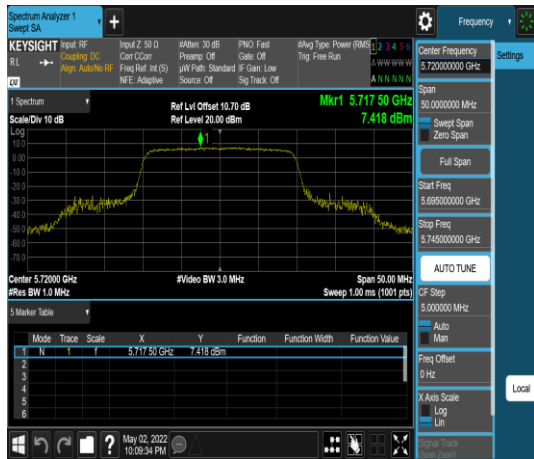 Spectrum Analyzer 1
Swept SA
+
Frequency
KEYSIGHT
RL
LXI
Input: RF
Coupling: DC
Align: Auto/No RF
Input Z: 50 Ω
Corr CCorr
Freq Ref: Int (S)
NFE: Adaptive
#Atten: 30 dB
Preamp: Off
µW Path: Standard
Source: Off
PNO: Fast
Gate: Off
IF Gain: Low
Sig Track: Off
#Avg Type: Power (RMS)
Trig: Free Run
1 2 3 4 5 6
A W W W W W
A N N N N N
1 Spectrum
Scale/Div 10 dB
Ref Lvl Offset 10.70 dB
Ref Level 20.00 dBm
Mkr1 5.717 50 GHz
7.418 dBm
Log
10.0
0.00
-10.0
-20.0
-30.0
-40.0
-50.0
-60.0
-70.0
1
Center 5.72000 GHz
#Res BW 1.0 MHz
#Video BW 3.0 MHz
Span 50.00 MHz
Sweep 1.00 ms (1001 pts)
5 Marker Table
Mode Trace Scale X Y Function Function Width Function Value
1 N 1 f 5.717 50 GHz 7.418 dBm
2
3
4
5
6
May 02, 2022
10:09:34 PM
Center Frequency
5.720000000 GHz
Span
50.0000000 MHz
Swept Span
Zero Span
Full Span
Start Freq
5.695000000 GHz
Stop Freq
5.745000000 GHz
AUTO TUNE
CF Step
5.000000 MHz
Auto
Man
Freq Offset
0 Hz
X Axis Scale
Log
Lin
Signal Track
(Span Zoom)
Settings
Local